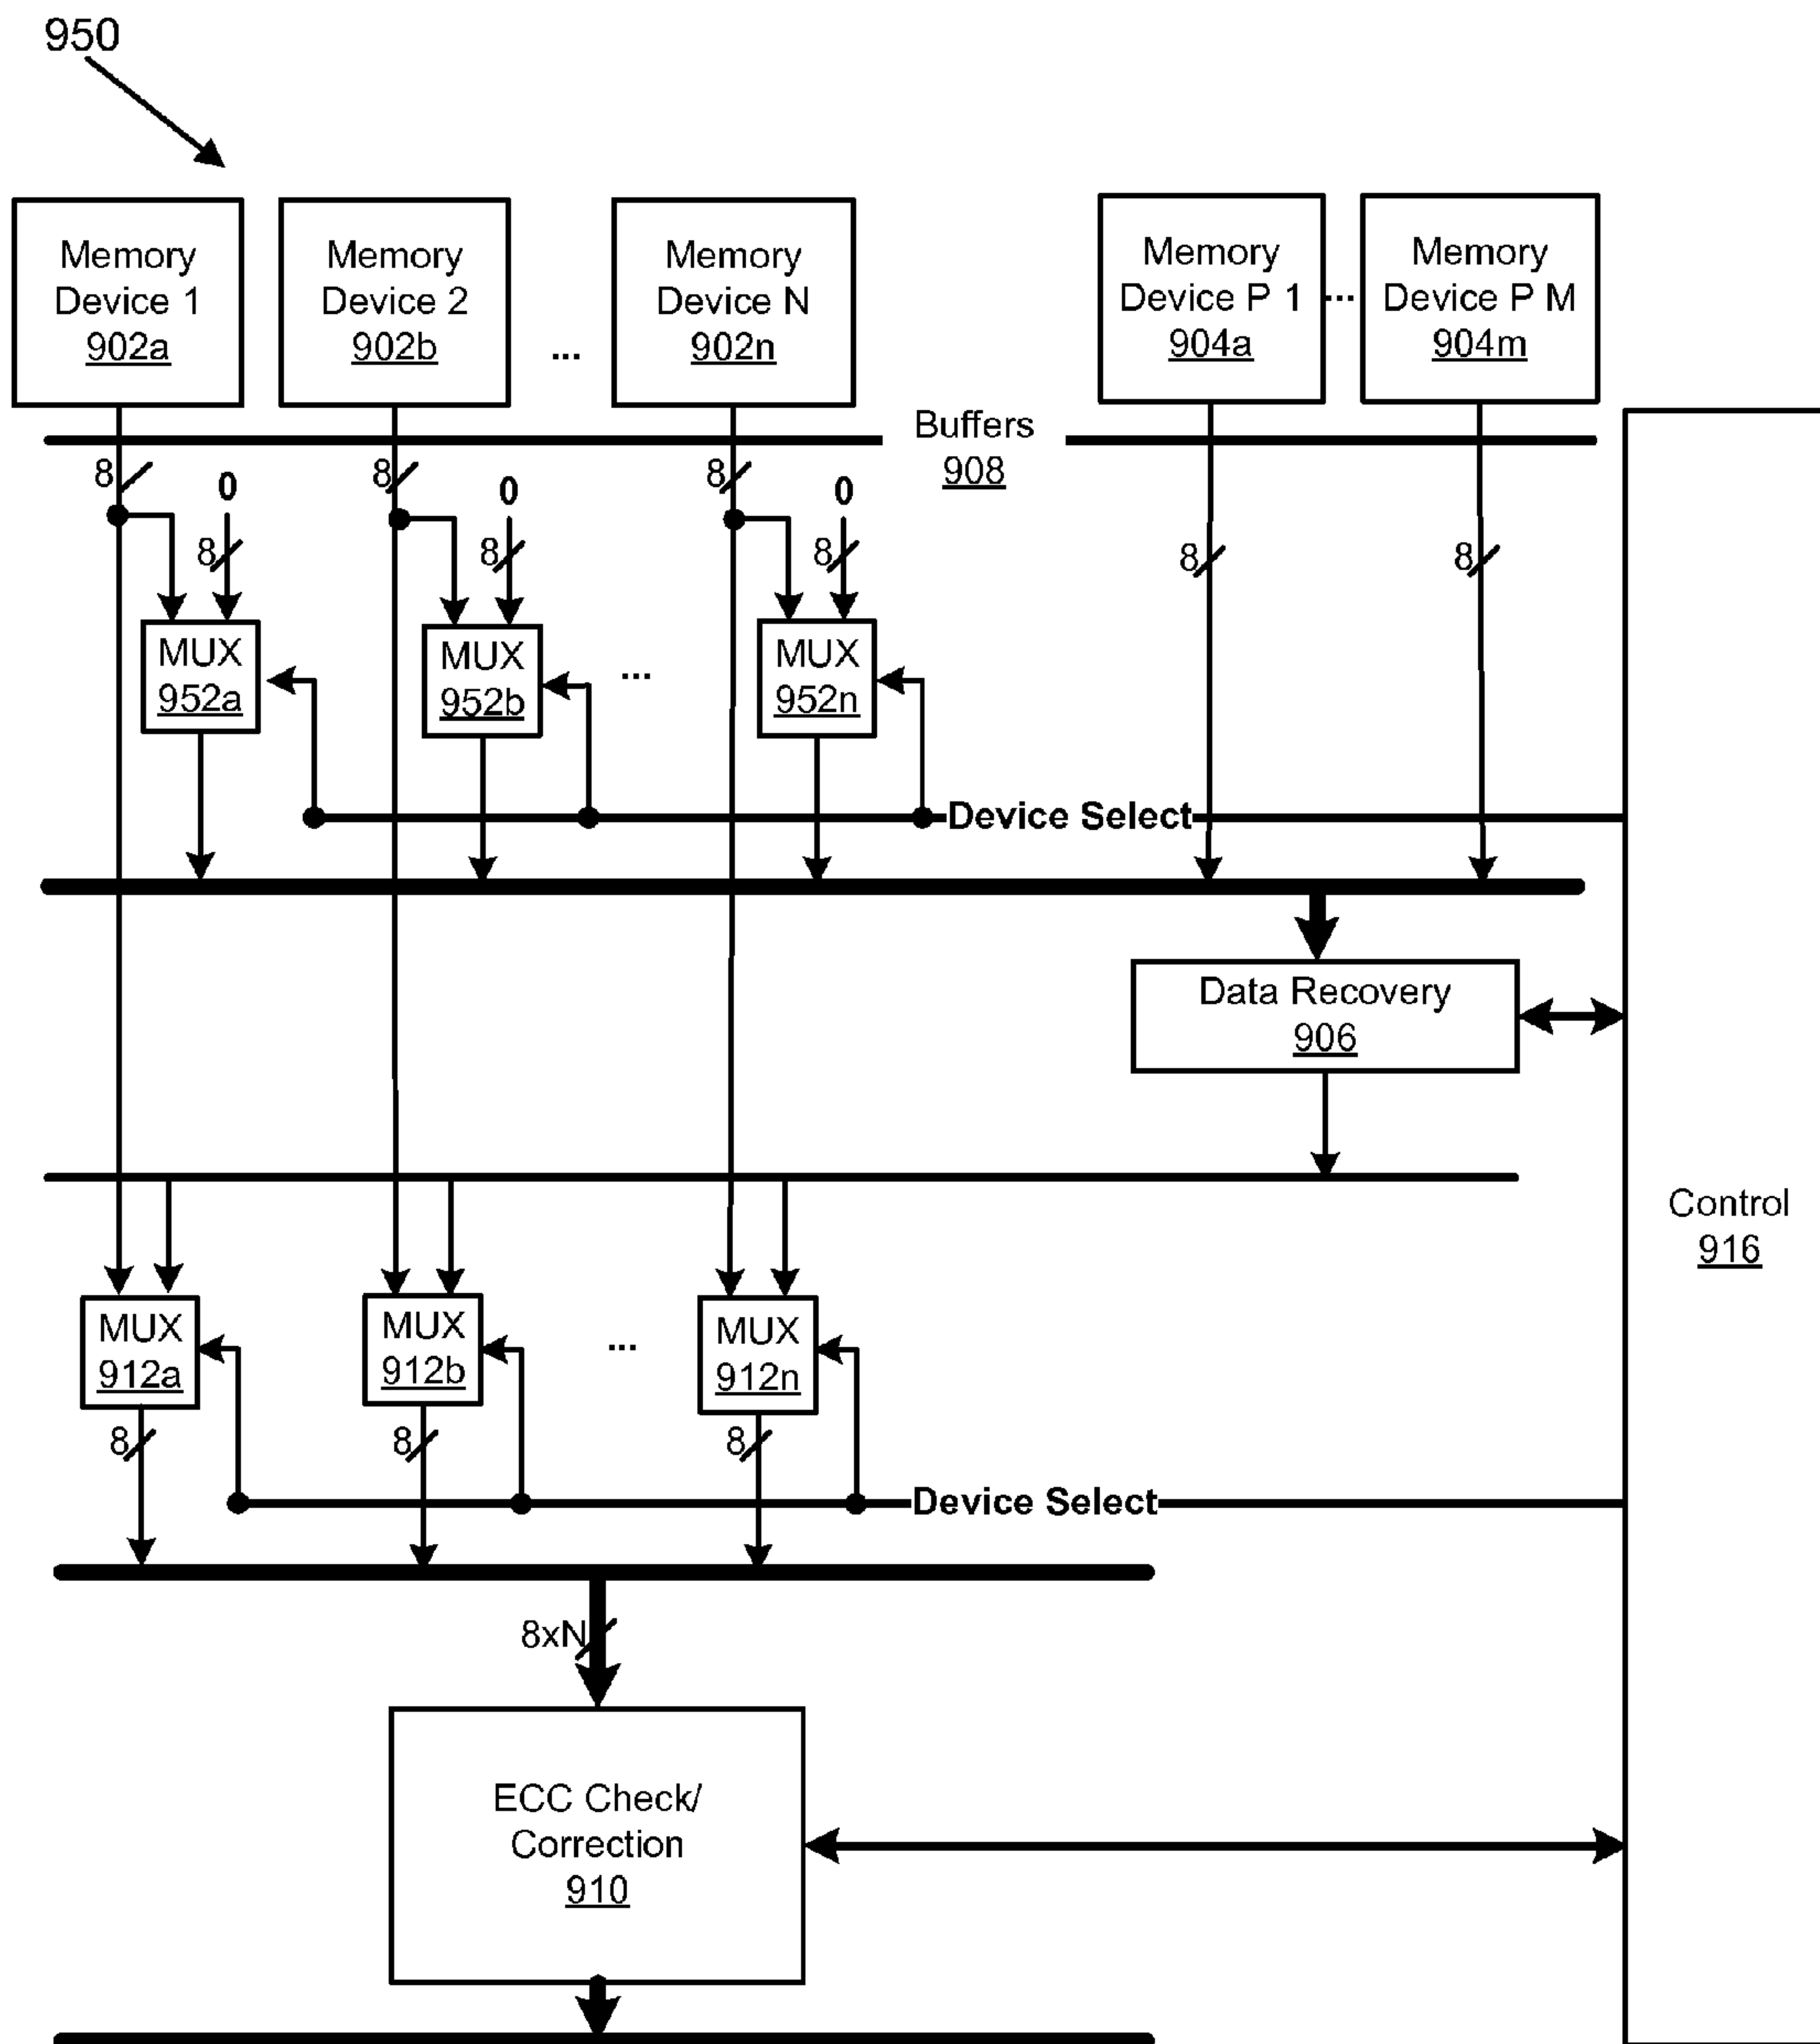 950
Memory
Device 1
902a
Memory
Device 2
902b
...
Memory
Device N
902n
Memory
Device P 1
904a
...
Memory
Device P M
904m
Buffers
908
8
0
8
8
0
8
8
0
8
8
8
MUX
952a
MUX
952b
...
MUX
952n
Device Select
Data Recovery
906
Control
916
MUX
912a
MUX
912b
...
MUX
912n
8
8
8
Device Select
8xN
ECC Check/
Correction
910